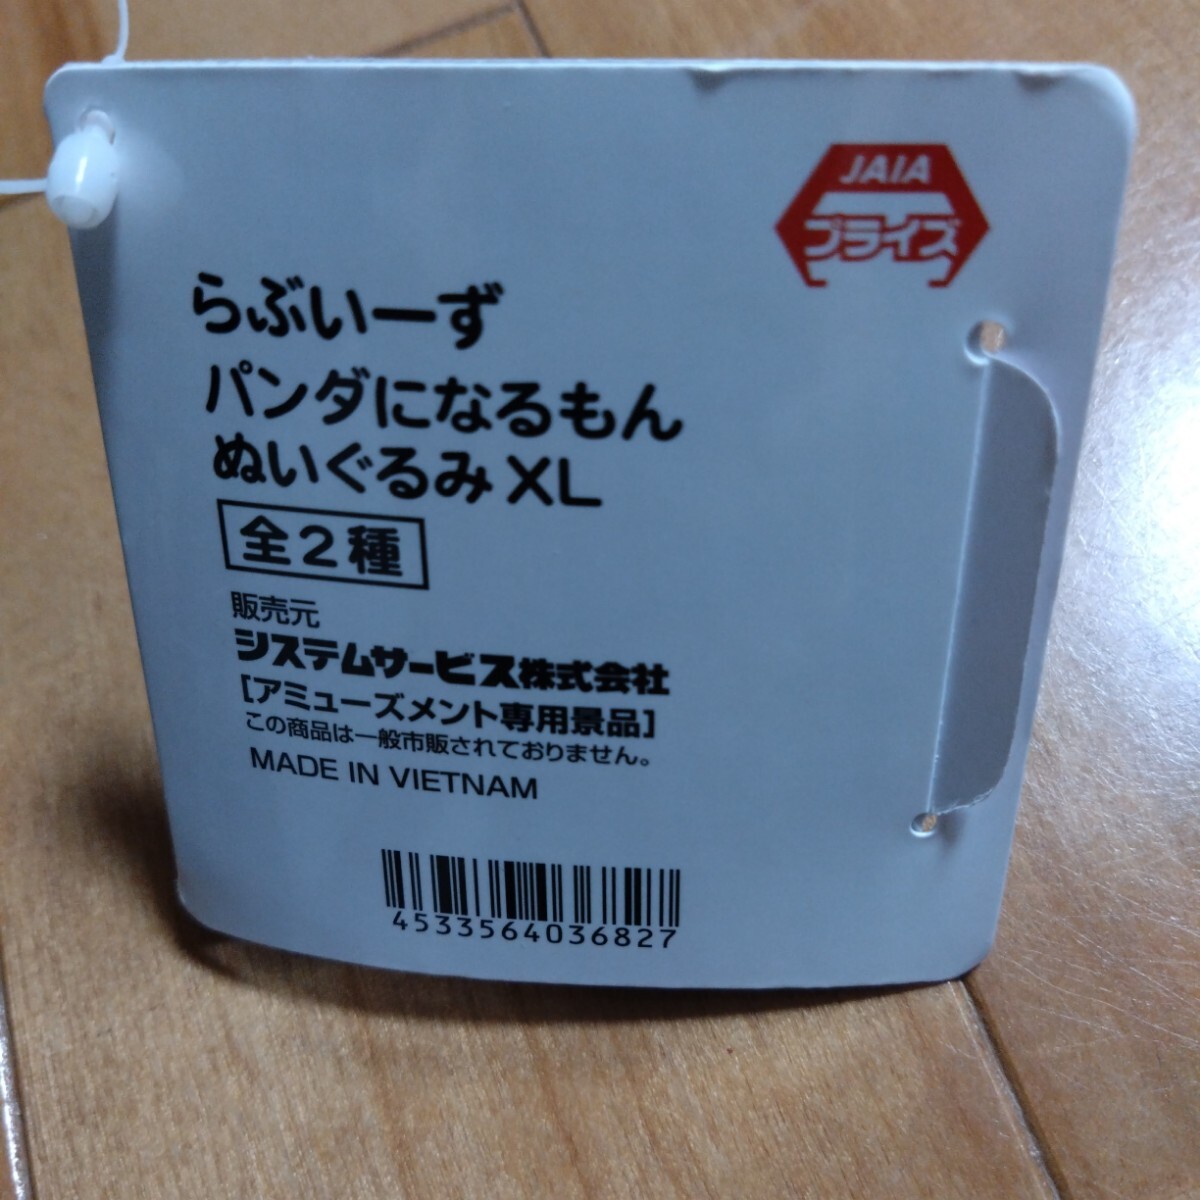 JAIA
プライズ
らぶいーず
パンダになるもん
ぬいぐるみXL
全2種
販売元
システムサービス株式会社
[アミューズメント専用景品]
この商品は一般市販されておりません。
MADE IN VIETNAM
4533564036827